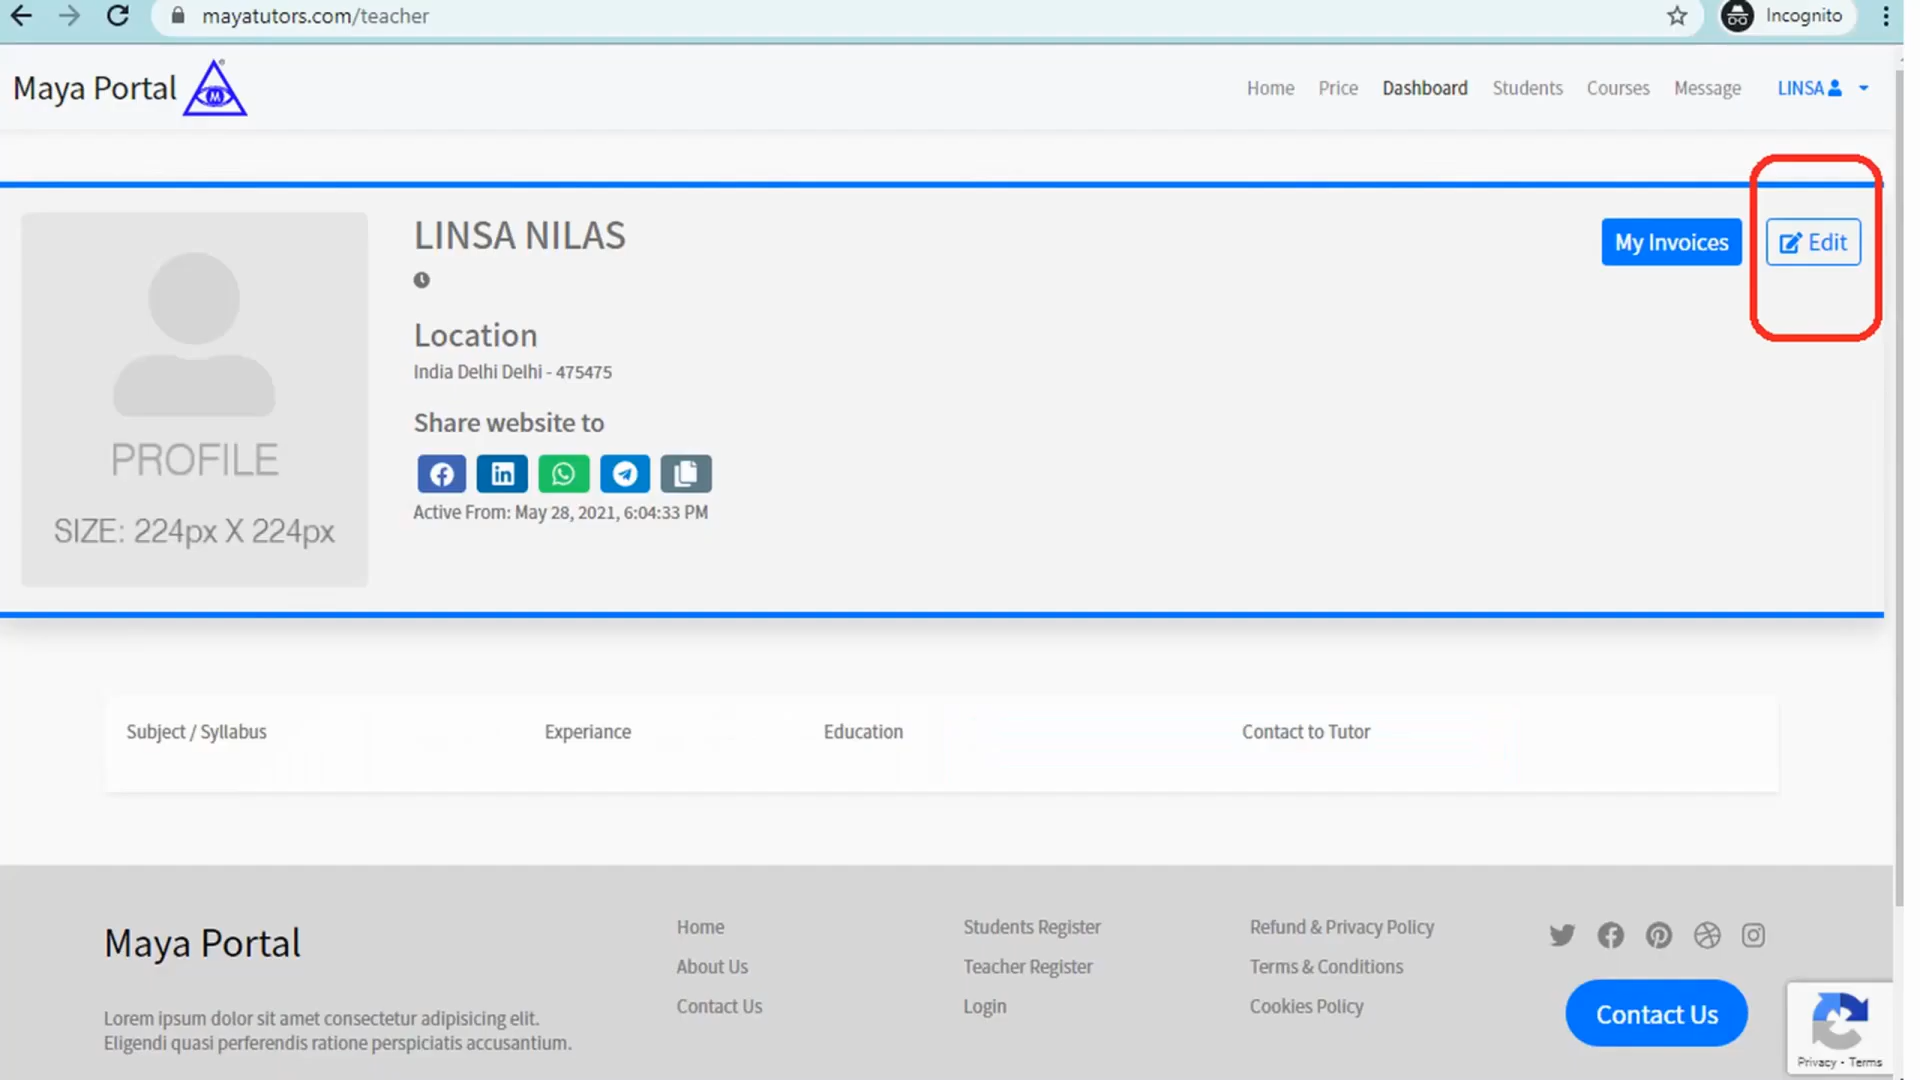 mayatutors.com/teacher
Incognito
Maya Portal
M
Home Price Dashboard Students Courses Message LINSA
LINSA NILAS
My Invoices
Edit
Location
India Delhi Delhi - 475475
Share website to
Active From: May 28, 2021, 6:04:33 PM
PROFILE
SIZE: 224px X 224px
Subject / Syllabus Experiance Education Contact to Tutor
Maya Portal
Lorem ipsum dolor sit amet consectetur adipisicing elit.
Eligendi quasi perferendis ratione perspiciatis accusantium.
Home
About Us
Contact Us
Students Register
Teacher Register
Login
Refund & Privacy Policy
Terms & Conditions
Cookies Policy
Contact Us
Privacy - Terms